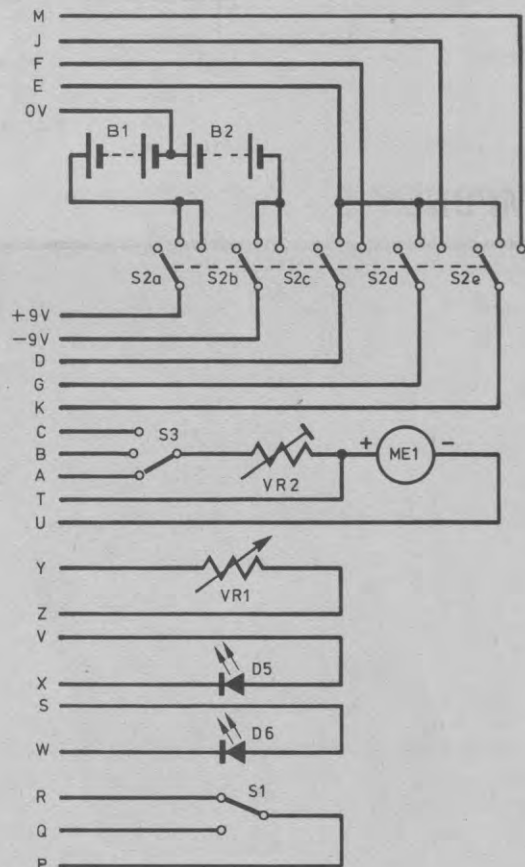 M
J
F
E
0V
B1 B2
S2a S2b S2c S2d S2e
+9V
-9V
D
G
K
C
S3
B
+ ME1 -
A
VR2
T
U
Y
VR1
Z
V
D5
X
S
D6
W
R
S1
Q
P